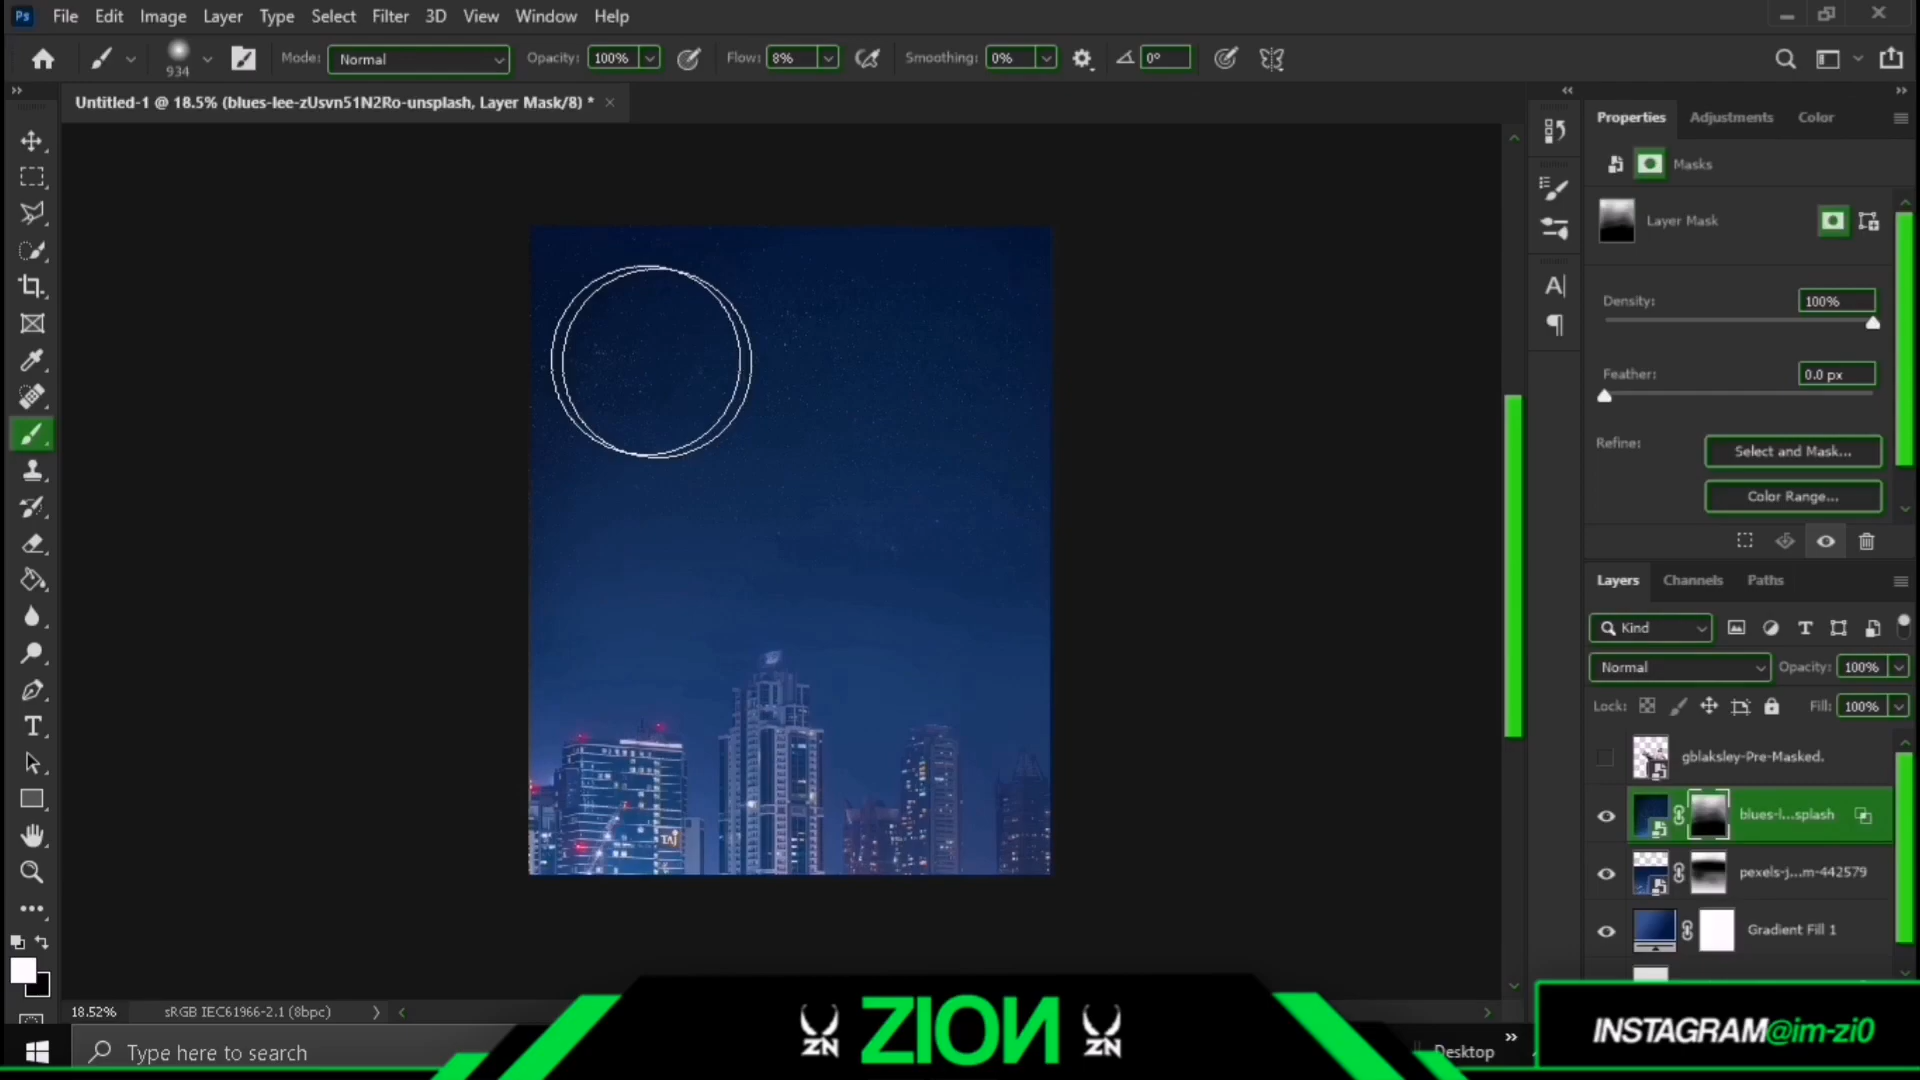 Ps File Edit Image Layer Type Select Filter 3D View Window Help
934 Mode: Normal Opacity: 100% Flow: 8% Smoothing: 0% 0°
Untitled-1 @ 18.5% (blues-lee-zUsvn51N2Ro-unsplash, Layer Mask/8) * ×
Properties Adjustments Color
Masks
Layer Mask
Density: 100%
Feather: 0.0 px
Refine: Select and Mask...
Color Range...
Layers Channels Paths
Kind
Normal Opacity: 100%
Lock: Fill: 100%
gblaksley-Pre-Masked.
blues-l...splash
pexels-j...m-442579
Gradient Fill 1
TAJ
18.52% sRGB IEC61966-2.1 (8bpc)
Type here to search
ZN ZION ZN
Desktop
INSTAGRAM@im-zi0